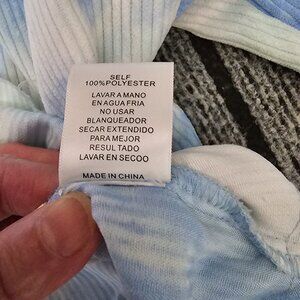 SELF
100%POLYESTER
LAVAR A MANO
EN AGUA FRIA
NO USAR
BLANQUEADOR
SECAR EXTENDIDO
PARA MEJOR
RESULTADO
LAVAR EN SECOO
MADE IN CHINA